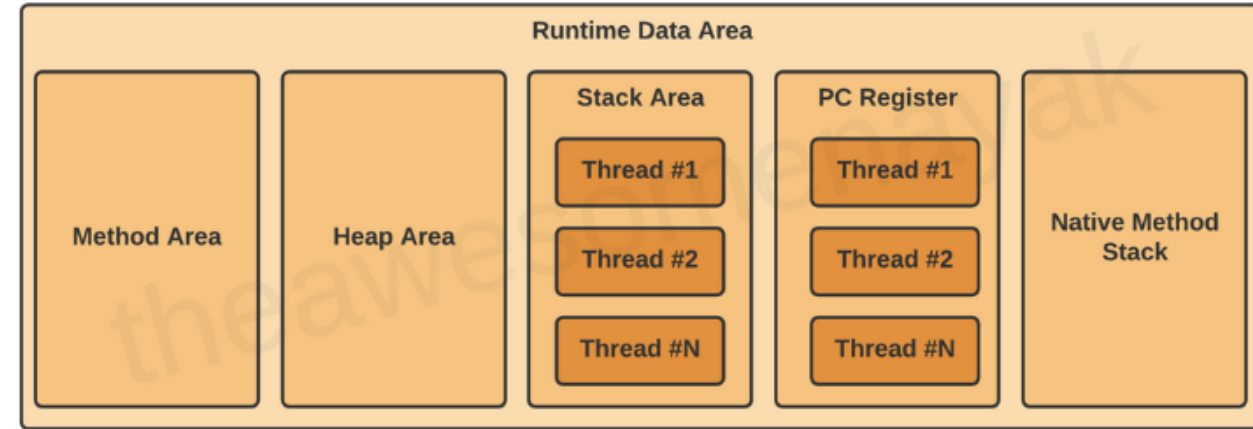 Runtime Data Area
Method Area
Heap Area
Stack Area
Thread #1
Thread #2
Thread #N
PC Register
Thread #1
Thread #2
Thread #N
Native Method
Stack
theawesomenayak